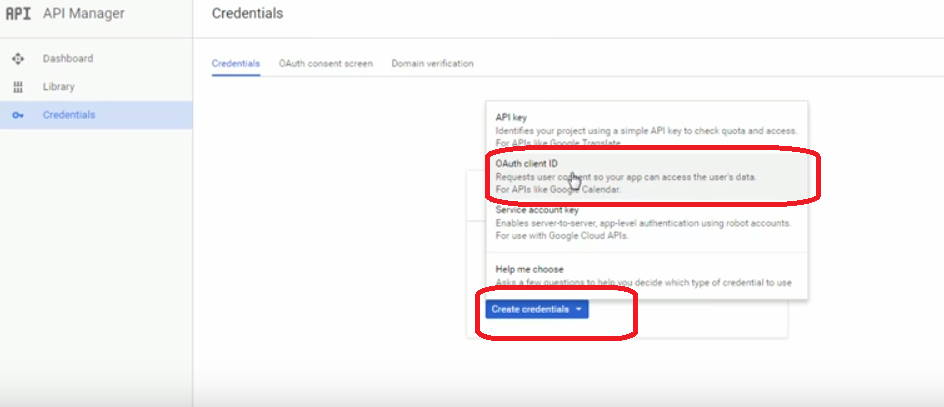 API API Manager
Credentials
Dashboard
Library
Credentials
Credentials OAuth consent screen Domain verification
API key
Identifies your project using a simple API key to check quota and access.
For APIs like Google Translate.
OAuth client ID
Requests user consent so your app can access the user's data.
For APIs like Google Calendar.
Service account key
Enables server-to-server, app-level authentication using robot accounts.
For use with Google Cloud APIs.
Help me choose
Asks a few questions to help you decide which type of credential to use
Create credentials